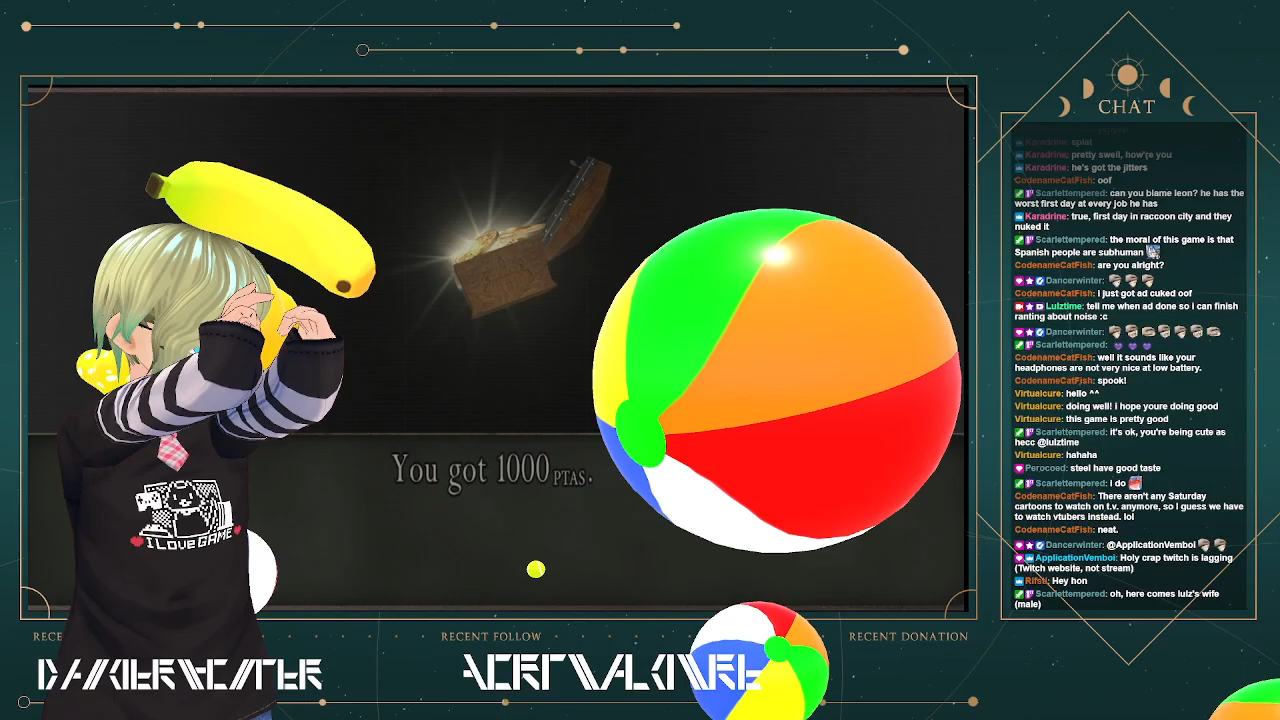 CHAT
Karadrine: splat
Karadrine: pretty swell, how're you
Karadrine: he's got the jitters
CodenameCatFish: oof
Scarlettempered: can you blame leon? he has the
worst first day at every job he has
Karadrine: true, first day in raccoon city and they
nuked it
Scarlettempered: the moral of this game is that
Spanish people are subhuman
CodenameCatFish: are you alright?
Dancerwinter:
CodenameCatFish: i just got ad cuked oof
Lulztime: tell me when ad done so i can finish
ranting about noise :c
Dancerwinter:
Scarlettempered:
CodenameCatFish: well it sounds like your
headphones are not very nice at low battery.
CodenameCatFish: spook!
Virtualcure: hello ^^
Virtualcure: doing well! i hope youre doing good
Virtualcure: this game is pretty good
Scarlettempered: it's ok, you're being cute as
hecc @lulztime
Virtualcure: hahaha
Perocoed: steel have good taste
Scarlettempered: i do
CodenameCatFish: There aren't any Saturday
cartoons to watch on t.v. anymore, so I guess we have
to watch vtubers instead. lol
CodenameCatFish: neat.
Dancerwinter: @ApplicationVemboi
ApplicationVemboi: Holy crap twitch is lagging
(Twitch website, not stream)
Rifsti: Hey hon
Scarlettempered: oh, here comes lulz's wife
(male)
You got 1000 PTAS.
I LOVE GAME
RECE
RECENT FOLLOW
RECENT DONATION